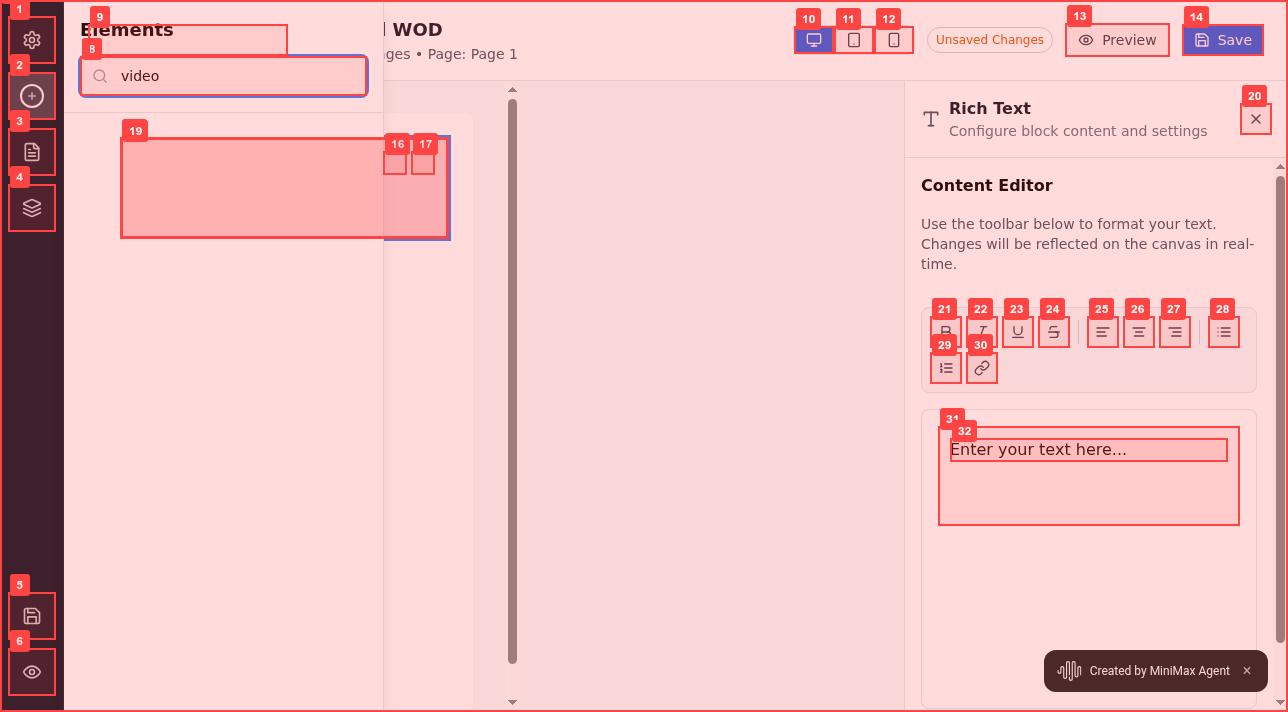 1
9
Elements
l WOD
8
ges • Page: Page 1
video
10
11
12
Unsaved Changes
13
Preview
14
Save
2
3
4
5
6
19
16
17
20
Rich Text
Configure block content and settings
Content Editor
Use the toolbar below to format your text.
Changes will be reflected on the canvas in real-
time.
21
22
23
24
25
26
27
28
29
30
31
32
Enter your text here...
Created by MiniMax Agent ×